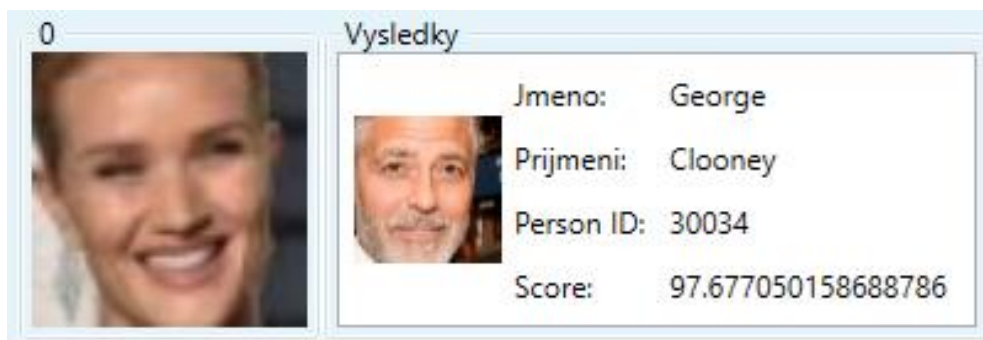 0
Vysledky
Jmeno: George
Prijmeni: Clooney
Person ID: 30034
Score: 97.677050158688786